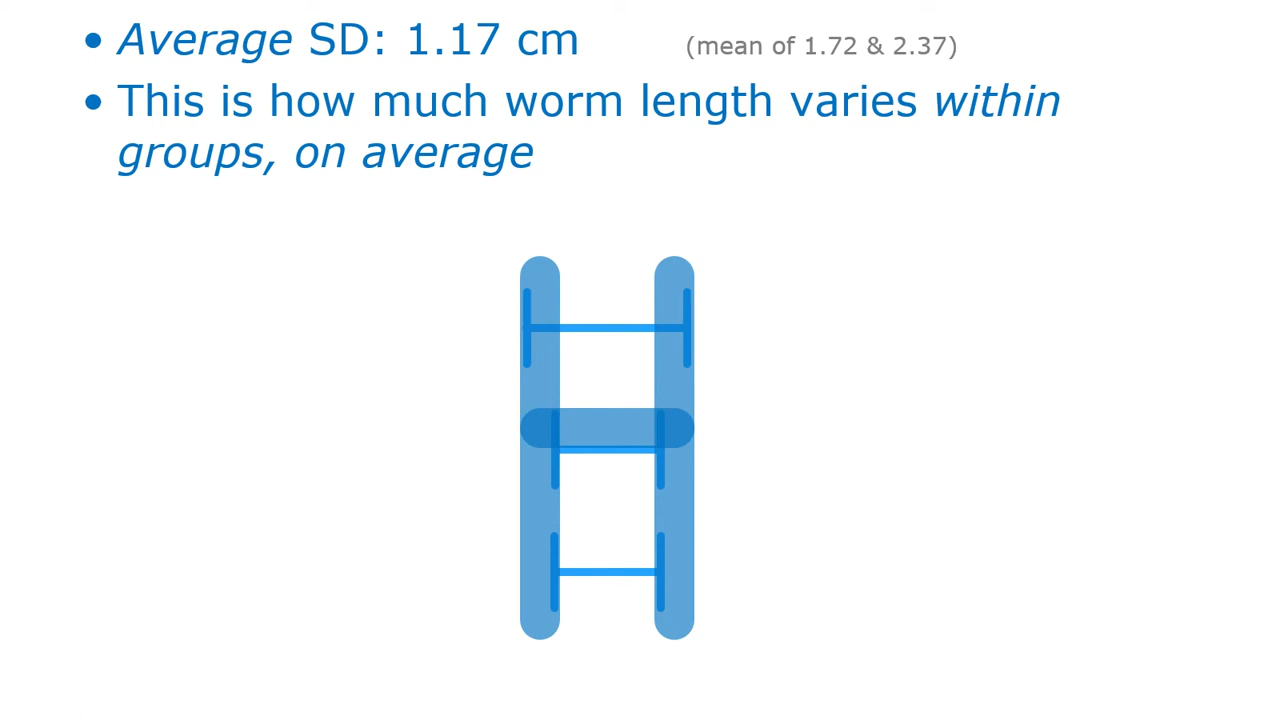 • Average SD: 1.17 cm (mean of 1.72 & 2.37)
• This is how much worm length varies within
groups, on average